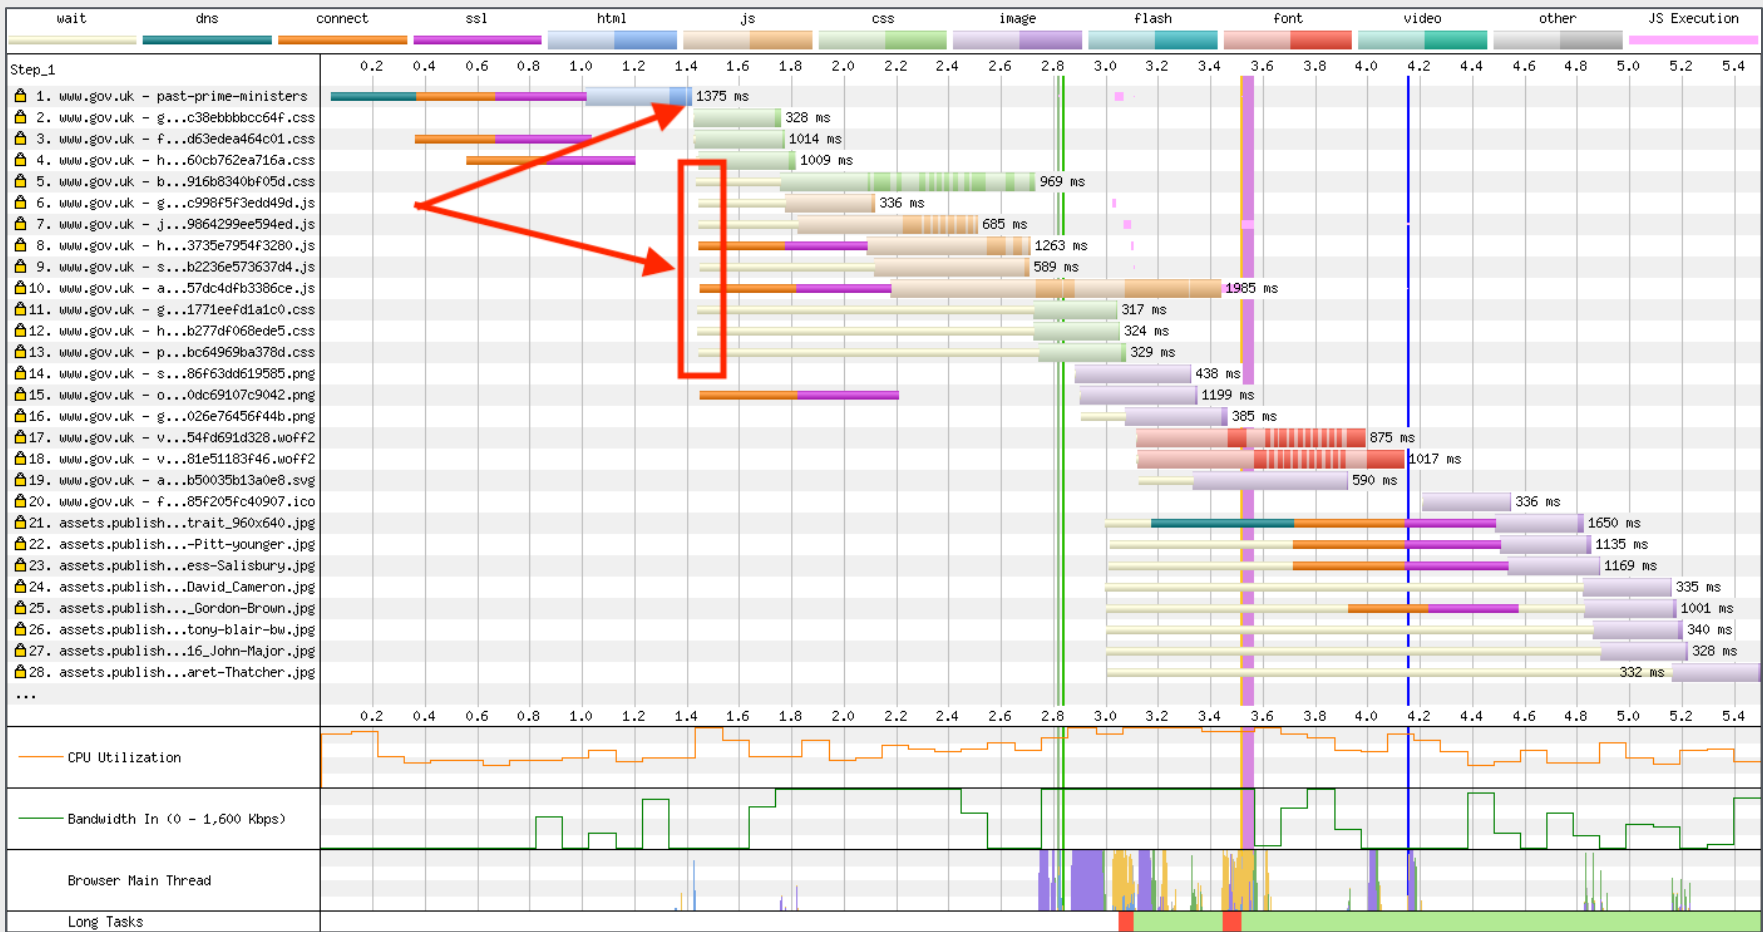 wait dns connect ssl html js css image flash font video other JS Execution
Step_1 0.2 0.4 0.6 0.8 1.0 1.2 1.4 1.6 1.8 2.0 2.2 2.4 2.6 2.8 3.0 3.2 3.4 3.6 3.8 4.0 4.2 4.4 4.6 4.8 5.0 5.2 5.4
1. www.gov.uk - past-prime-ministers 1375 ms
2. www.gov.uk - g...c38ebbbbcc64f.css 328 ms
3. www.gov.uk - f...d63edea464c01.css 1014 ms
4. www.gov.uk - h...60cb762ea716a.css 1009 ms
5. www.gov.uk - b...916b8340bf05d.css 969 ms
6. www.gov.uk - g...c998f5f3edd49d.js 336 ms
7. www.gov.uk - j...9864299ee594ed.js 685 ms
8. www.gov.uk - h...3735e7954f3280.js 1263 ms
9. www.gov.uk - s...b2236e573637d4.js 589 ms
10. www.gov.uk - a...57dc4dfb3386ce.js 1985 ms
11. www.gov.uk - g...1771eefd1a1c0.css 317 ms
12. www.gov.uk - h...b277df068ede5.css 324 ms
13. www.gov.uk - p...bc64969ba378d.css 329 ms
14. www.gov.uk - s...86f63dd619585.png 438 ms
15. www.gov.uk - o...0dc69107c9042.png 1199 ms
16. www.gov.uk - g...026e76456f44b.png 385 ms
17. www.gov.uk - v...54fd691d328.woff2 875 ms
18. www.gov.uk - v...81e51183f46.woff2 1017 ms
19. www.gov.uk - a...b50035b13a0e8.svg 590 ms
20. www.gov.uk - f...85f205fc40907.ico 336 ms
21. assets.publish...trait_960x640.jpg 1650 ms
22. assets.publish...-Pitt-younger.jpg 1135 ms
23. assets.publish...ess-Salisbury.jpg 1169 ms
24. assets.publish...David_Cameron.jpg 335 ms
25. assets.publish..._Gordon-Brown.jpg 1001 ms
26. assets.publish...tony-blair-bw.jpg 340 ms
27. assets.publish...16_John-Major.jpg 328 ms
28. assets.publish...aret-Thatcher.jpg 332 ms
...
0.2 0.4 0.6 0.8 1.0 1.2 1.4 1.6 1.8 2.0 2.2 2.4 2.6 2.8 3.0 3.2 3.4 3.6 3.8 4.0 4.2 4.4 4.6 4.8 5.0 5.2 5.4
CPU Utilization
Bandwidth In (0 - 1,600 Kbps)
Browser Main Thread
Long Tasks